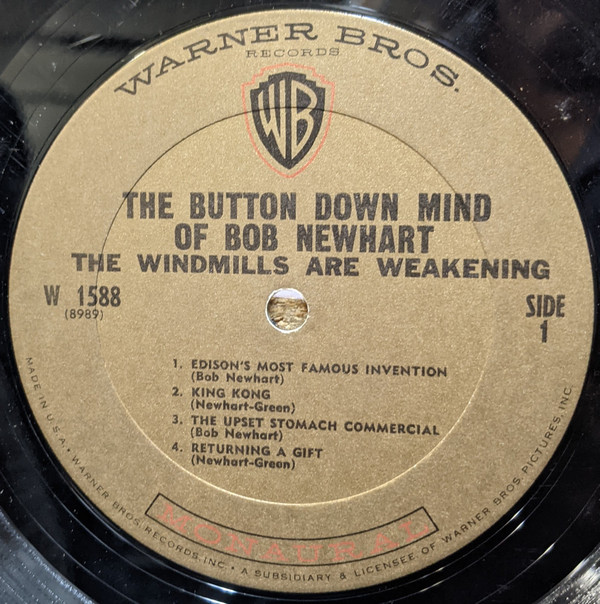 WARNER BROS.
RECORDS
WB
THE BUTTON DOWN MIND
OF BOB NEWHART
THE WINDMILLS ARE WEAKENING
W 1588
(8989)
SIDE
1
1. EDISON'S MOST FAMOUS INVENTION
(Bob Newhart)
2. KING KONG
(Newhart-Green)
3. THE UPSET STOMACH COMMERCIAL
(Bob Newhart)
4. RETURNING A GIFT
(Newhart-Green)
MONAURAL
MADE IN U.S.A. • WARNER BROS. RECORDS INC. • A SUBSIDIARY & LICENSEE OF WARNER BROS. PICTURES, INC.